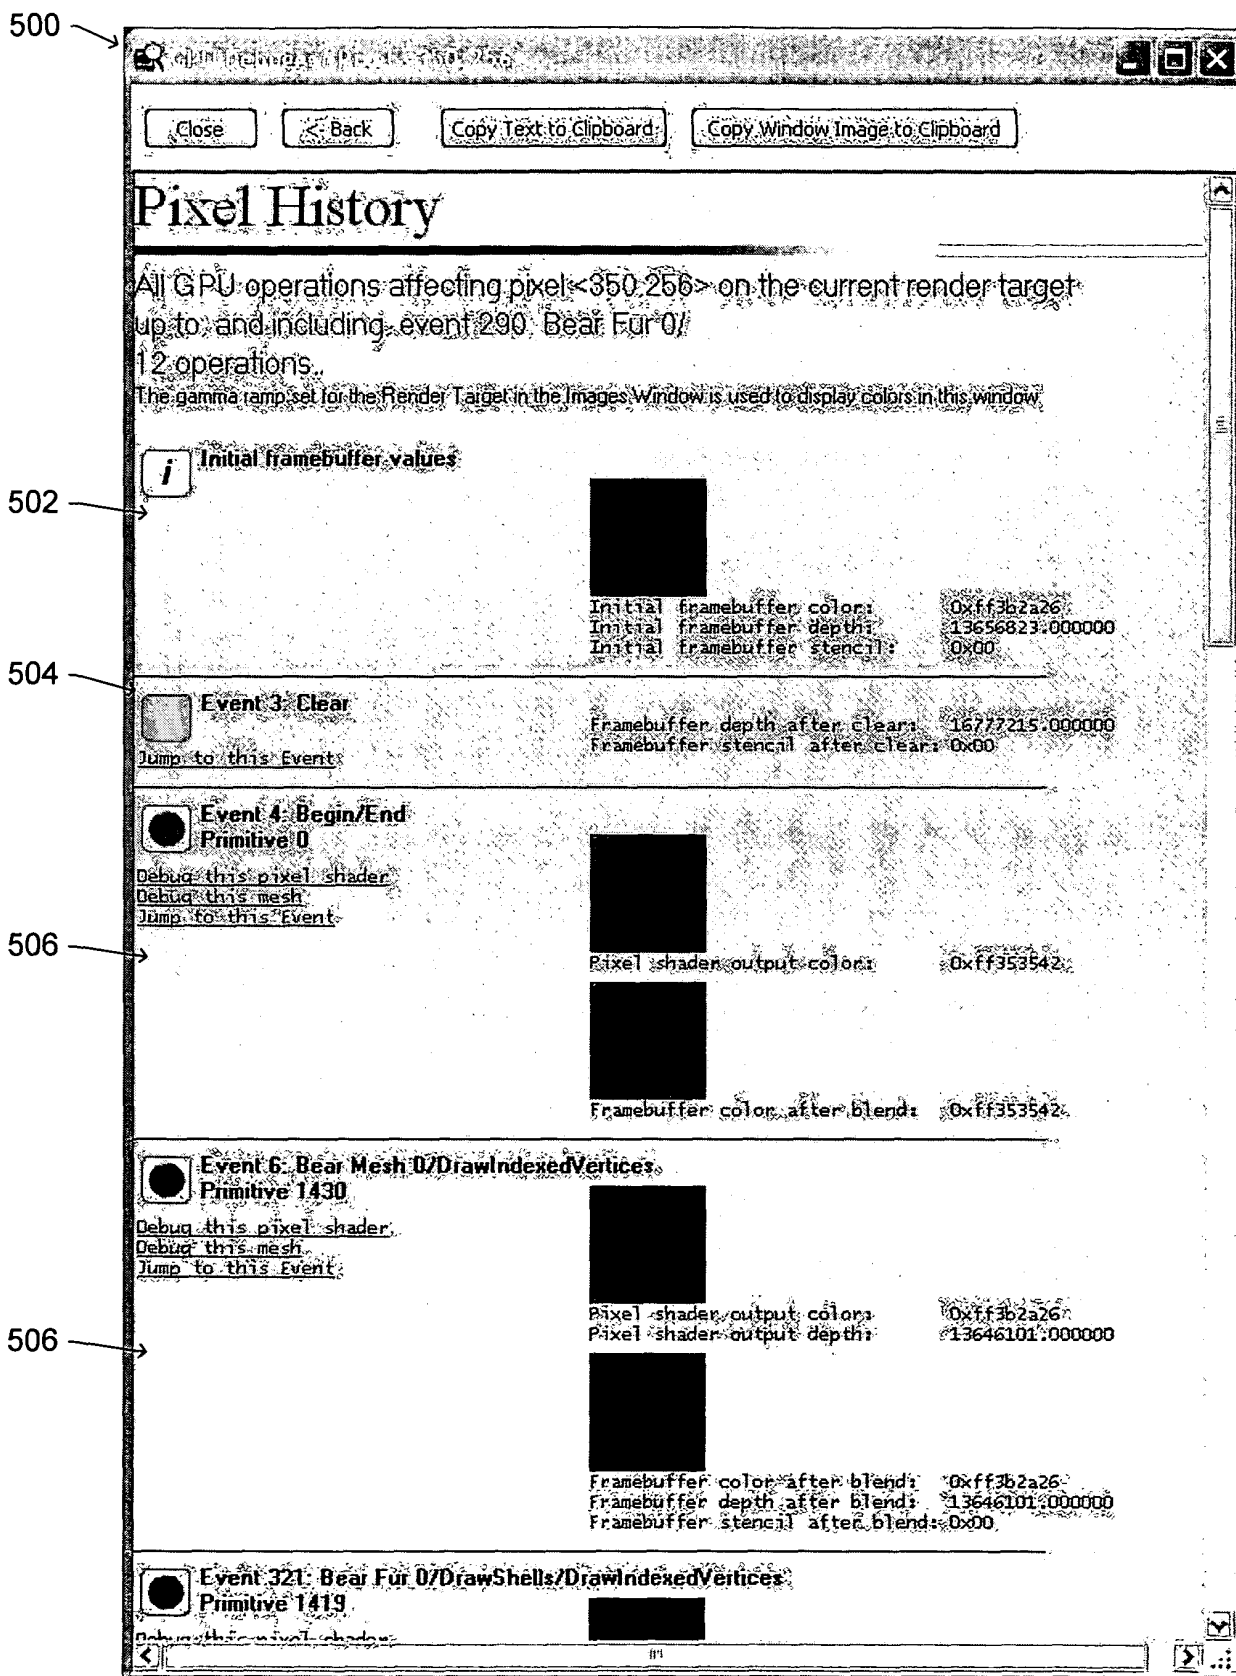 500
GPU Debugger
Close
<- Back
Copy Text to Clipboard
Copy Window Image to Clipboard
Pixel History
All GPU operations affecting pixel <350,256> on the current render target
up to, and including, event 290: Bear Fur 0/
12 operations.
The gamma ramp set for the Render Target in the Images Window is used to display colors in this window.
i Initial framebuffer values
502
Initial framebuffer color: 0xff3b2a26
Initial framebuffer depth: 13656823.000000
Initial framebuffer stencil: 0x00
504
Event 3: Clear
Framebuffer depth after clear: 16777215.000000
Framebuffer stencil after clear: 0x00
Jump to this Event
Event 4: Begin/End
Primitive 0
Debug this pixel shader
Debug this mesh
Jump to this Event
506
Pixel shader output color: 0xff353542
Framebuffer color after blend: 0xff353542
Event 6: Bear Mesh 0/DrawIndexedVertices
Primitive 1430
Debug this pixel shader
Debug this mesh
Jump to this Event
Pixel shader output color: 0xff3b2a26
Pixel shader output depth: 13646101.000000
506
Framebuffer color after blend: 0xff3b2a26
Framebuffer depth after blend: 13646101.000000
Framebuffer stencil after blend: 0x00
Event 321: Bear Fur 0/DrawShells/DrawIndexedVertices
Primitive 1419
Debug this pixel shader